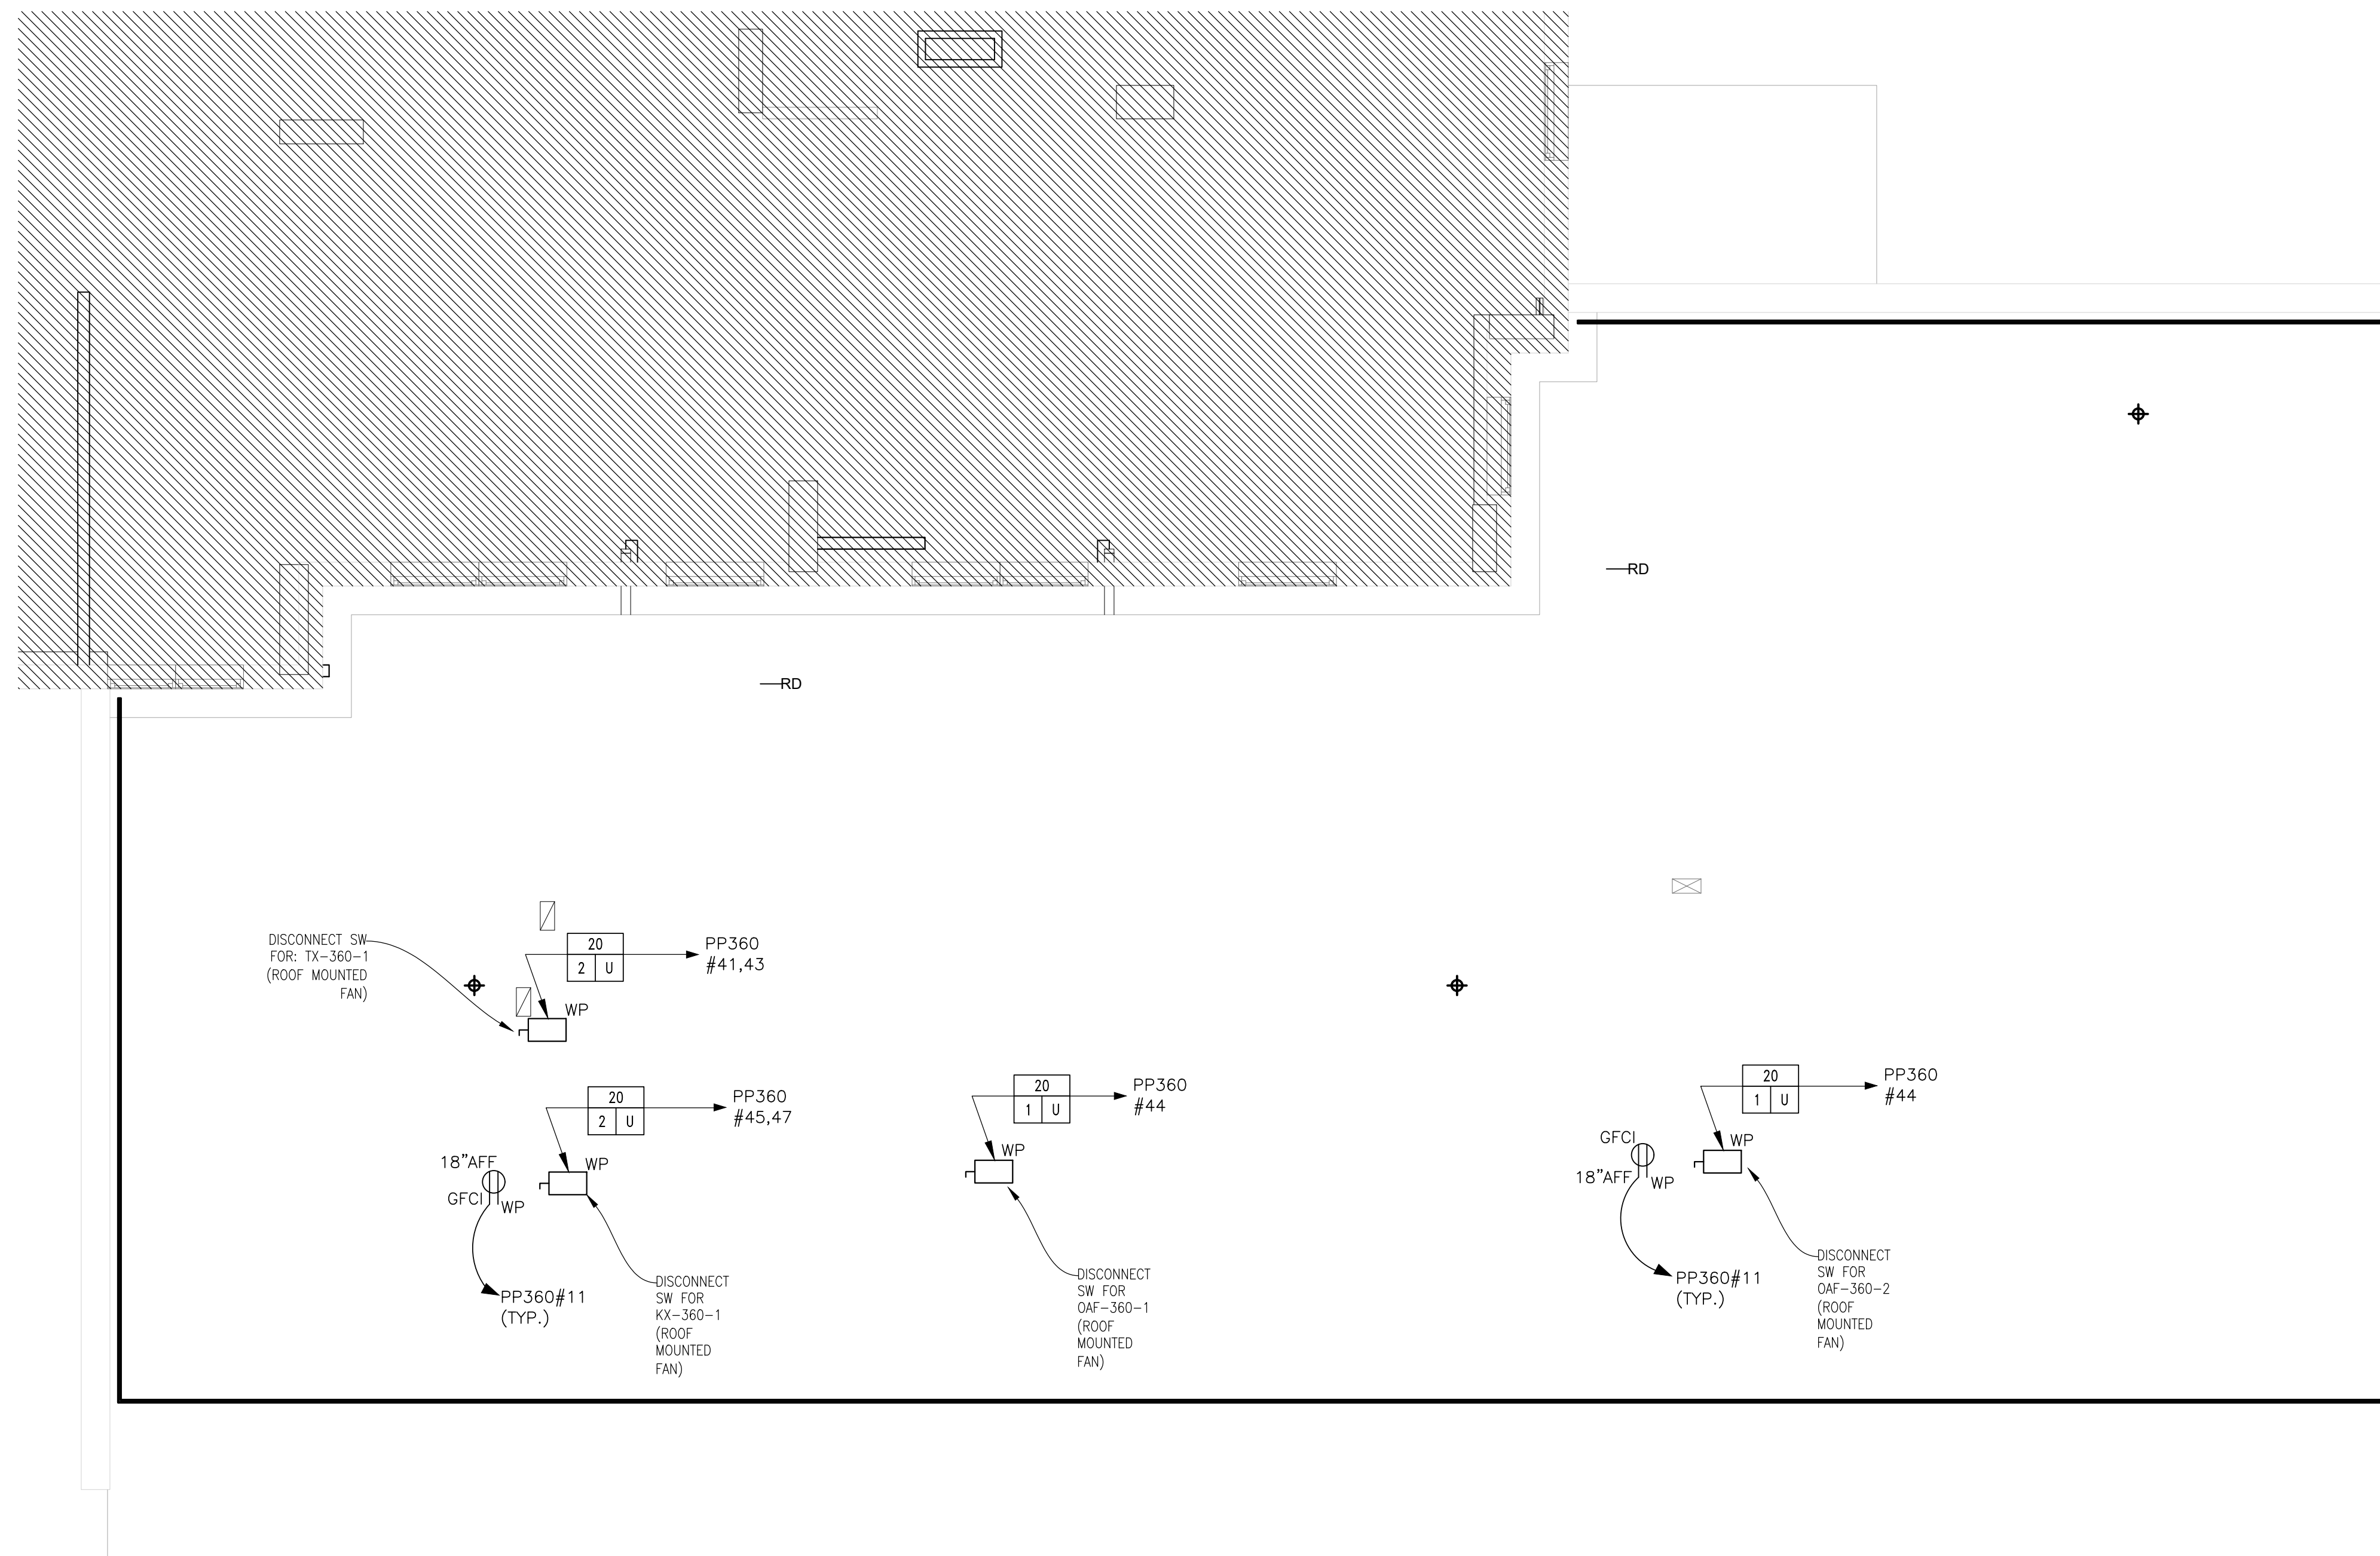 RD
RD
DISCONNECT SW
FOR: TX-360-1
(ROOF MOUNTED
FAN)
20
2 U
PP360
#41,43
WP
20
2 U
PP360
#45,47
WP
18"AFF
GFCI
WP
PP360#11
(TYP.)
DISCONNECT
SW FOR
KX-360-1
(ROOF
MOUNTED
FAN)
20
1 U
PP360
#44
WP
DISCONNECT
SW FOR
OAF-360-1
(ROOF
MOUNTED
FAN)
20
1 U
PP360
#44
WP
GFCI
18"AFF
WP
PP360#11
(TYP.)
DISCONNECT
SW FOR
OAF-360-2
(ROOF
MOUNTED
FAN)